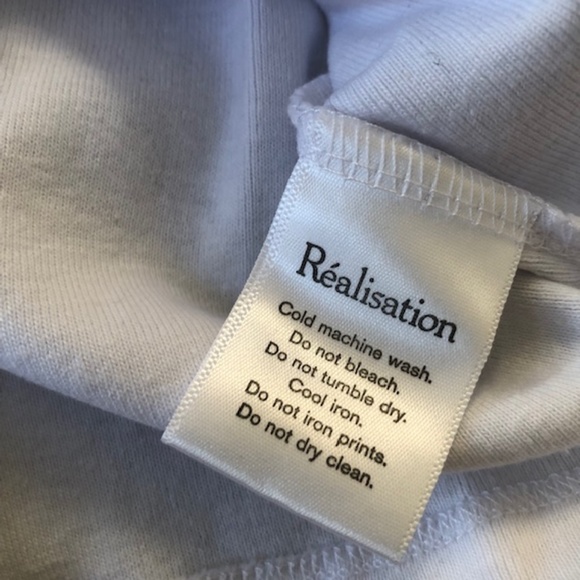 Réalisation
Cold machine wash.
Do not bleach.
Do not tumble dry.
Cool iron.
Do not iron prints.
Do not dry clean.